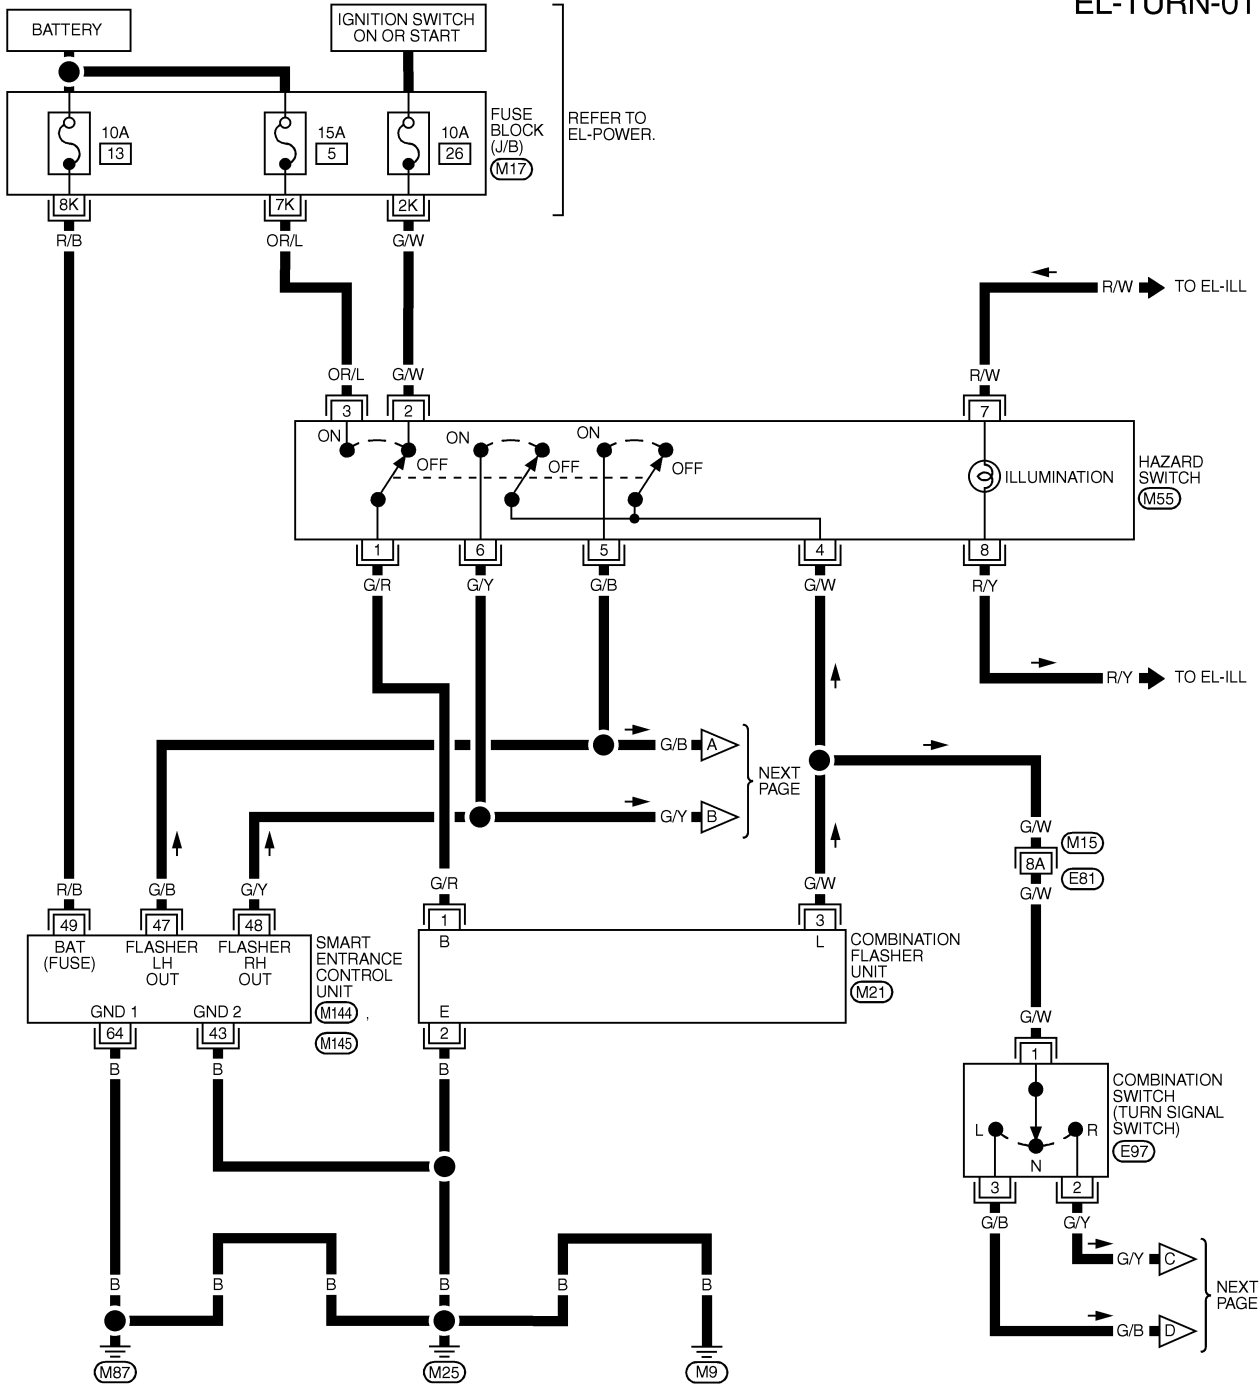 EL-TURN-01
BATTERY
IGNITION SWITCH
ON OR START
10A
13
15A
5
10A
26
FUSE
BLOCK
(J/B)
M17
REFER TO
EL-POWER.
8K
7K
2K
R/B
OR/L
G/W
R/W
TO EL-ILL
OR/L
G/W
R/W
3
2
7
ON
OFF
ON
OFF
ON
OFF
ILLUMINATION
HAZARD
SWITCH
M55
1
6
5
4
8
G/R
G/Y
G/B
G/W
R/Y
R/Y
TO EL-ILL
G/B
A
G/Y
B
NEXT
PAGE
G/W
M15
8A
E81
G/W
R/B
G/B
G/Y
G/R
G/W
49
47
48
1
3
BAT
(FUSE)
FLASHER
LH
OUT
FLASHER
RH
OUT
GND 1
GND 2
SMART
ENTRANCE
CONTROL
UNIT
M144 ,
M145
B
L
E
COMBINATION
FLASHER
UNIT
M21
64
43
2
B
B
B
G/W
1
L
R
N
COMBINATION
SWITCH
(TURN SIGNAL
SWITCH)
E97
3
2
G/B
G/Y
G/Y
C
G/B
D
NEXT
PAGE
B
B
B
B
B
B
M87
M25
M9